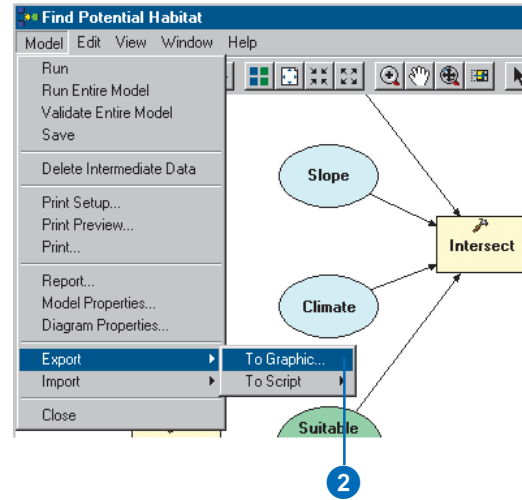 Find Potential Habitat
Model Edit View Window Help
Run
Run Entire Model
Validate Entire Model
Save
Delete Intermediate Data
Print Setup...
Print Preview...
Print...
Report...
Model Properties...
Diagram Properties...
Export
Import
Close
To Graphic...
To Script
Slope
Intersect
Climate
Suitable
2